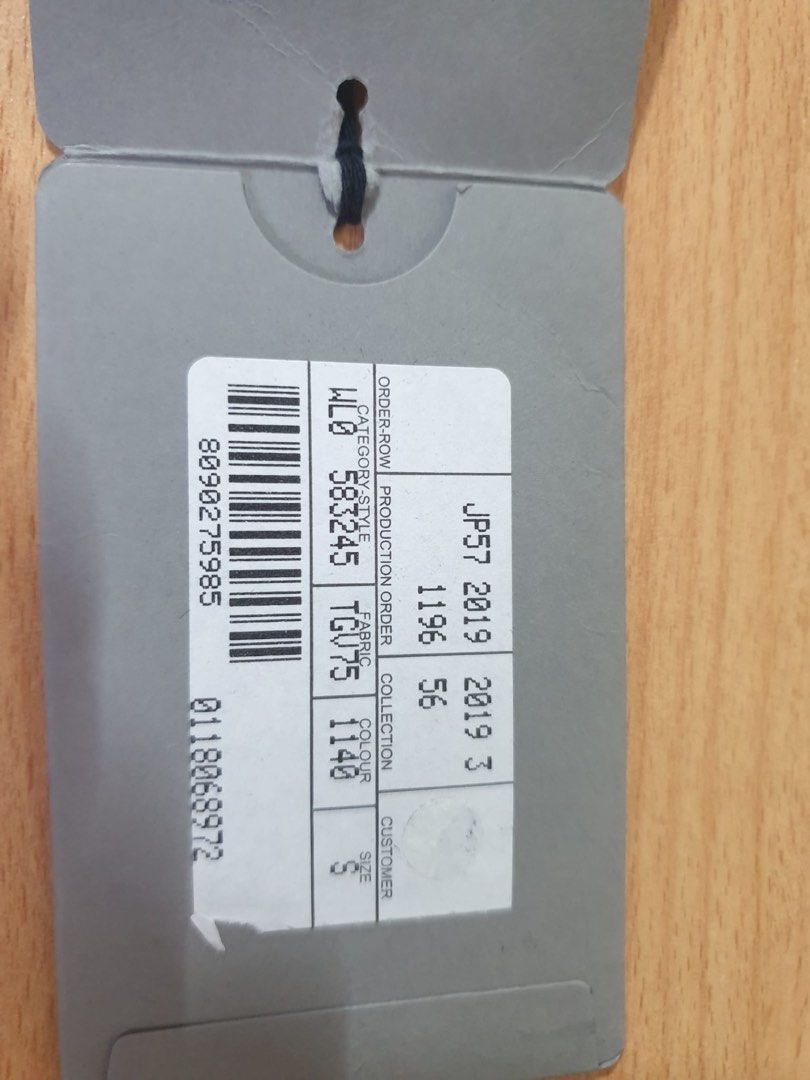 JP57 2019 2019 3
1196 56
ORDER-ROW PRODUCTION ORDER COLLECTION CUSTOMER
CATEGORY-STYLE FABRIC COLOUR SIZE
WL0 583245 TGV75 1140 S
8090275985 0118068972